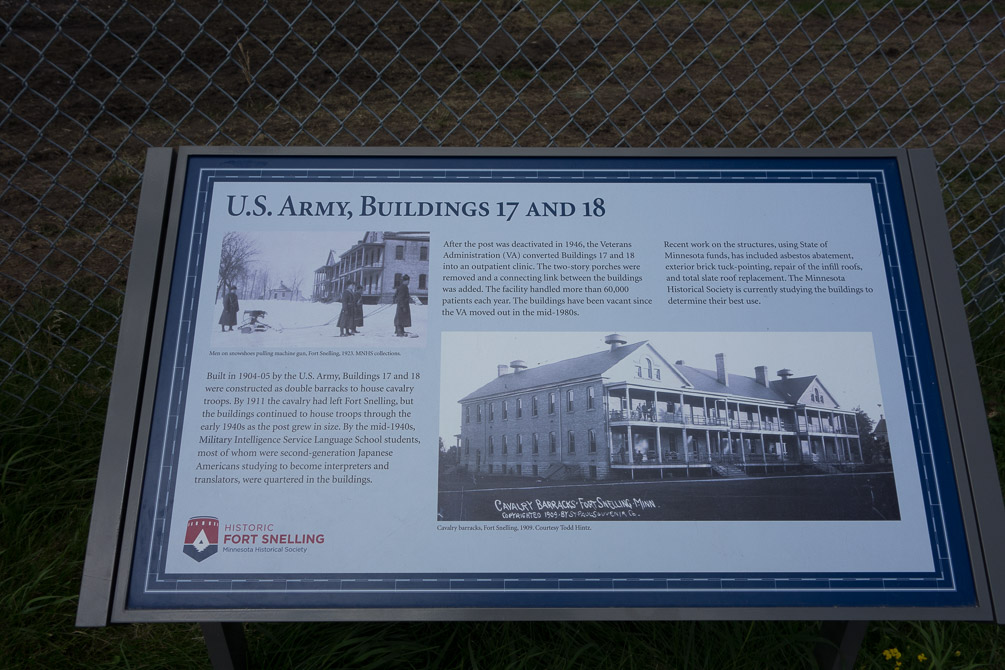 U.S. Army, Buildings 17 and 18
Men on snowshoes pulling machine gun, Fort Snelling, 1923. MNHS collections.
Built in 1904-05 by the U.S. Army, Buildings 17 and 18
were constructed as double barracks to house cavalry
troops. By 1911 the cavalry had left Fort Snelling, but
the buildings continued to house troops through the
early 1940s as the post grew in size. By the mid-1940s,
Military Intelligence Service Language School students,
most of whom were second-generation Japanese
Americans studying to become interpreters and
translators, were quartered in the buildings.
HISTORIC
FORT SNELLING
Minnesota Historical Society
After the post was deactivated in 1946, the Veterans
Administration (VA) converted Buildings 17 and 18
into an outpatient clinic. The two-story porches were
removed and a connecting link between the buildings
was added. The facility handled more than 60,000
patients each year. The buildings have been vacant since
the VA moved out in the mid-1980s.
Recent work on the structures, using State of
Minnesota funds, has included asbestos abatement,
exterior brick tuck-pointing, repair of the infill roofs,
and total slate roof replacement. The Minnesota
Historical Society is currently studying the buildings to
determine their best use.
CAVALRY BARRACKS-FORT SNELLING-MINN.
COPYRIGHTED 1909-BY ST PAUL SOUVENIR CO.
Cavalry barracks, Fort Snelling, 1909. Courtesy Todd Hintz.